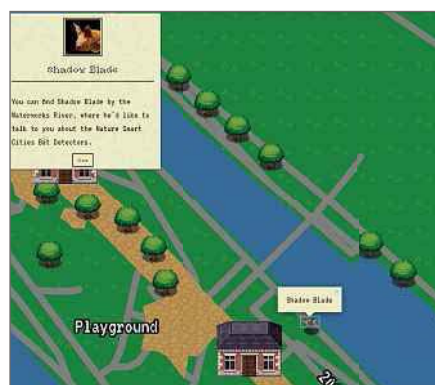 Shadow Blade
You can find Shadow Blade by the
Waterworks River, where he'd like to
talk to you about the Nature Smart
Cities Bat Detectors.
Shadow Blade
Playground